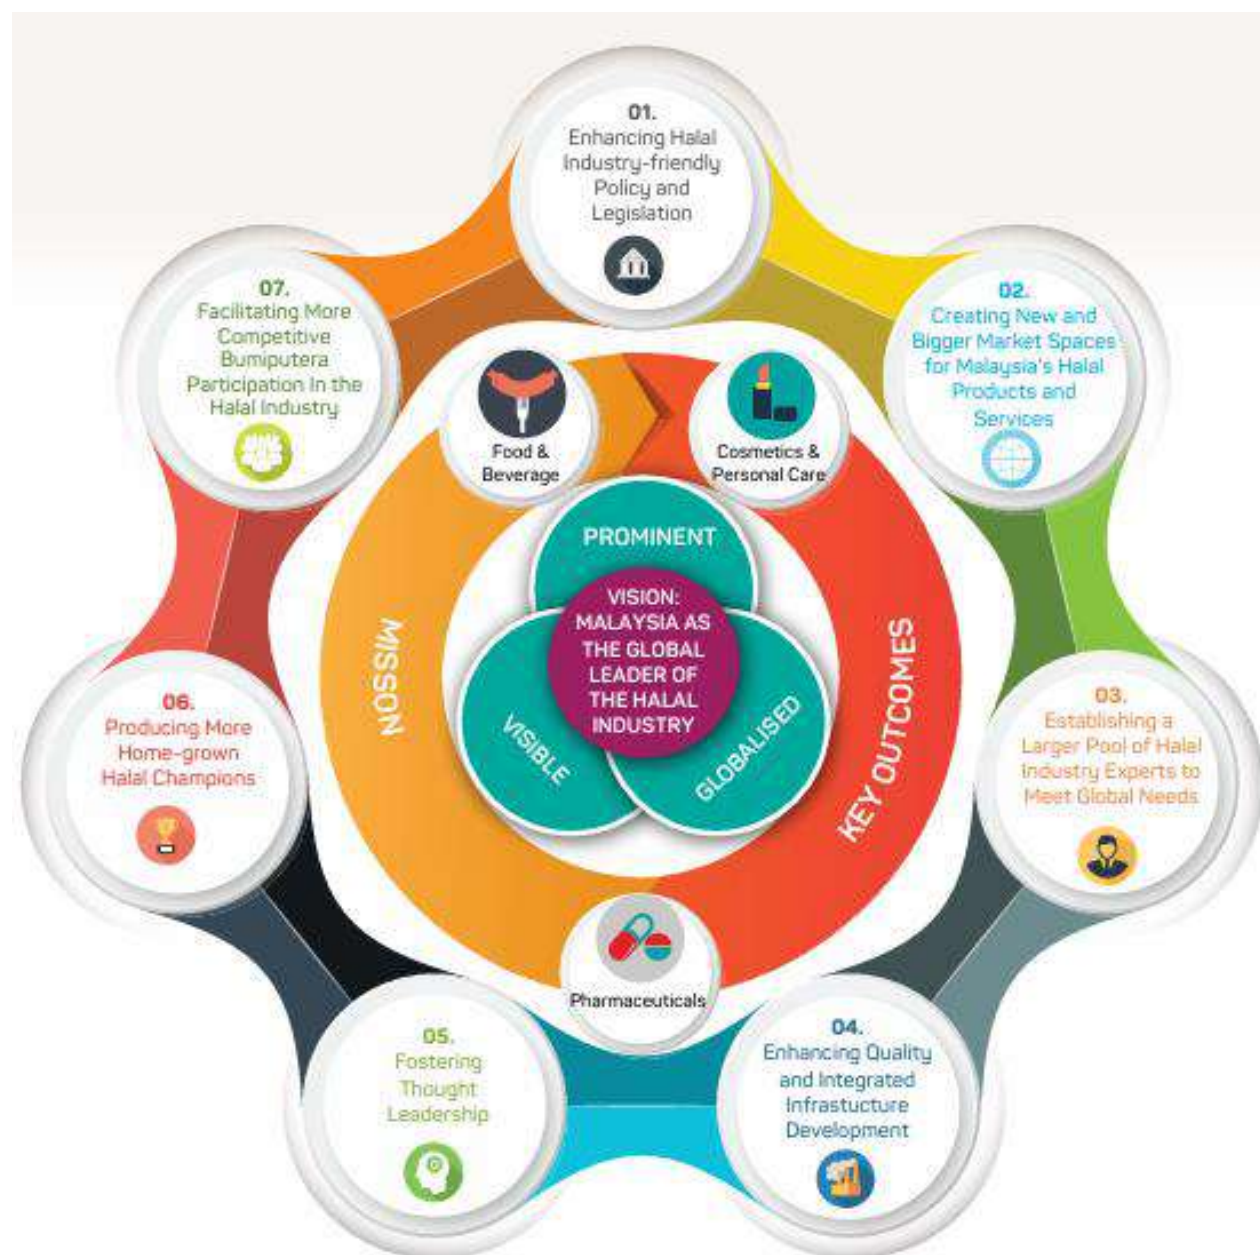 01.
Enhancing Halal
Industry-friendly
Policy and
Legislation
02.
Creating New and
Bigger Market Spaces
for Malaysia's Halal
Products and
Services
03.
Establishing a
Larger Pool of Halal
Industry Experts to
Meet Global Needs
04.
Enhancing Quality
and Integrated
Infrastucture
Development
05.
Fostering
Thought
Leadership
06.
Producing More
Home-grown
Halal Champions
07.
Facilitating More
Competitive
Bumiputera
Participation In the
Halal Industry
Food &
Beverage
Cosmetics &
Personal Care
Pharmaceuticals
MISSON
KEY OUTCOMES
PROMINENT
VISIBLE
GLOBALISED
VISION:
MALAYSIA AS
THE GLOBAL
LEADER OF
THE HALAL
INDUSTRY